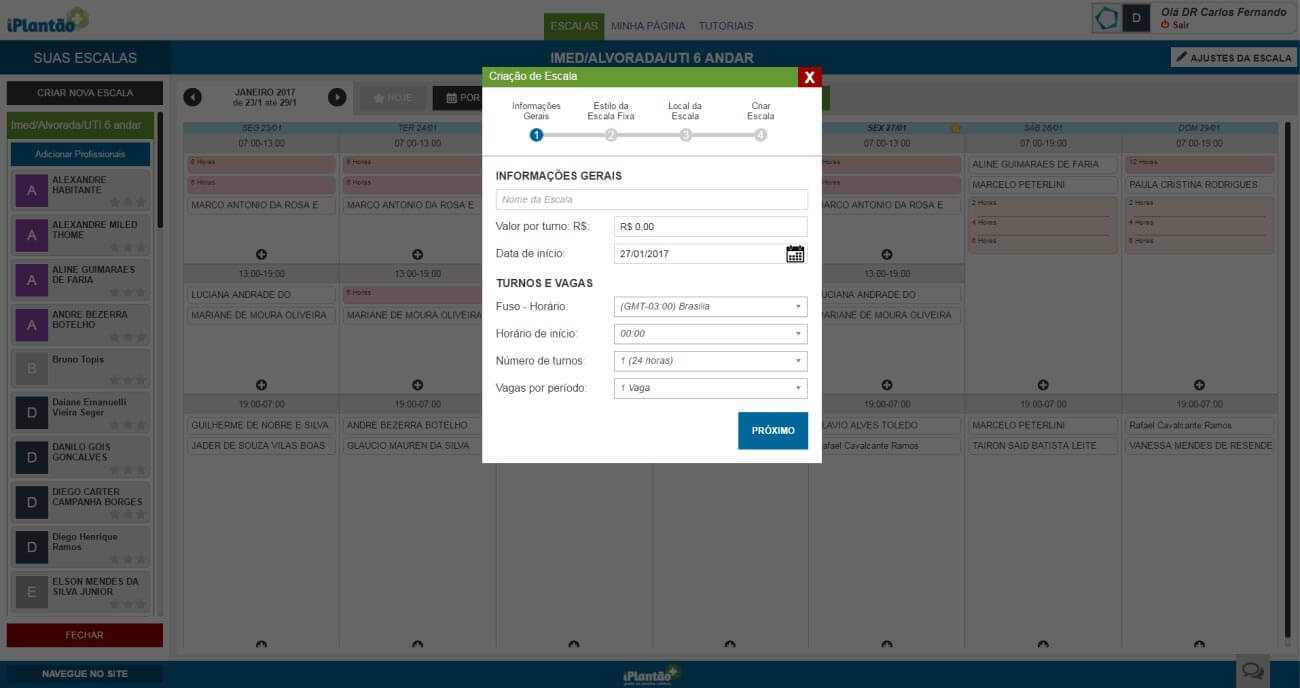 iPlantão
ESCALAS
MINHA PÁGINA
TUTORIAIS
D
Olá DR Carlos Fernando
Sair
SUAS ESCALAS
IMED/ALVORADA/UTI 6 ANDAR
AJUSTES DA ESCALA
CRIAR NOVA ESCALA
Imed/Alvorada/UTI 6 andar
Adicionar Profissionais
A
ALEXANDRE
HABITANTE
A
ALEXANDRE MILED
THOME
A
ALINE GUIMARAES
DE FARIA
A
ANDRE BEZERRA
BOTELHO
B
Bruno Topis
D
Daiane Emanuelli
Vieira Seger
D
DANILO GOIS
GONCALVES
D
DIEGO CARTER
CAMPANHA BORGES
D
Diego Henrique
Ramos
E
ELSON MENDES DA
SILVA JUNIOR
FECHAR
NAVEGUE NO SITE
JANEIRO 2017
de 23/1 até 29/1
HOJE
POR
SEG 23/01
07:00-13:00
6 Horas
6 Horas
MARCO ANTONIO DA ROSA E
13:00-19:00
LUCIANA ANDRADE DO
MARIANE DE MOURA OLIVEIRA
19:00-07:00
GUILHERME DE NOBRE E SILVA
JADER DE SOUZA VILAS BOAS
TER 24/01
07:00-13:00
6 Horas
6 Horas
MARCO ANTONIO DA ROSA E
13:00-19:00
6 Horas
MARIANE DE MOURA OLIVEIRA
19:00-07:00
ANDRE BEZERRA BOTELHO
GLAUCIO MAUREN DA SILVA
Criação de Escala
X
Informações
Gerais
Estilo da
Escala Fixa
Local da
Escala
Criar
Escala
1
2
3
4
INFORMAÇÕES GERAIS
Nome da Escala
Valor por turno: R$:
R$ 0,00
Data de início:
27/01/2017
TURNOS E VAGAS
Fuso - Horário:
(GMT-03:00) Brasilia
Horário de início:
00:00
Número de turnos:
1 (24 horas)
Vagas por período:
1 Vaga
PRÓXIMO
SEX 27/01
07:00-13:00
Horas
Horas
ARCO ANTONIO DA ROSA E
13:00-19:00
UCIANA ANDRADE DO
ARIANE DE MOURA OLIVEIRA
19:00-07:00
LAVIO ALVES TOLEDO
afael Cavalcante Ramos
SÁB 28/01
07:00-19:00
ALINE GUIMARAES DE FARIA
MARCELO PETERLINI
2 Horas
4 Horas
6 Horas
19:00-07:00
MARCELO PETERLINI
TAIRON SAID BATISTA LEITE
DOM 29/01
07:00-19:00
12 Horas
PAULA CRISTINA RODRIGUES
2 Horas
4 Horas
6 Horas
19:00-07:00
Rafael Cavalcante Ramos
VANESSA MENDES DE RESENDE
iPlantão